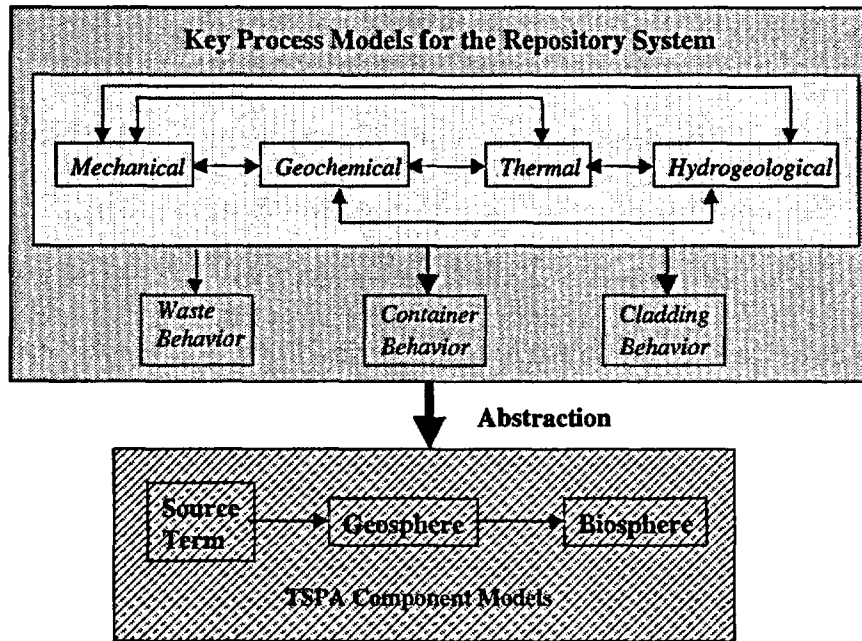 Key Process Models for the Repository System
Mechanical
Geochemical
Thermal
Hydrogeological
Waste
Behavior
Container
Behavior
Cladding
Behavior
Abstraction
Source
Term
Geosphere
Biosphere
TSPA Component Models